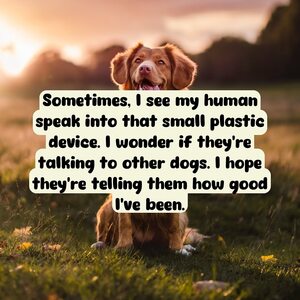 Sometimes, I see my human
speak into that small plastic
device. I wonder if they're
talking to other dogs. I hope
they're telling them how good
I've been.